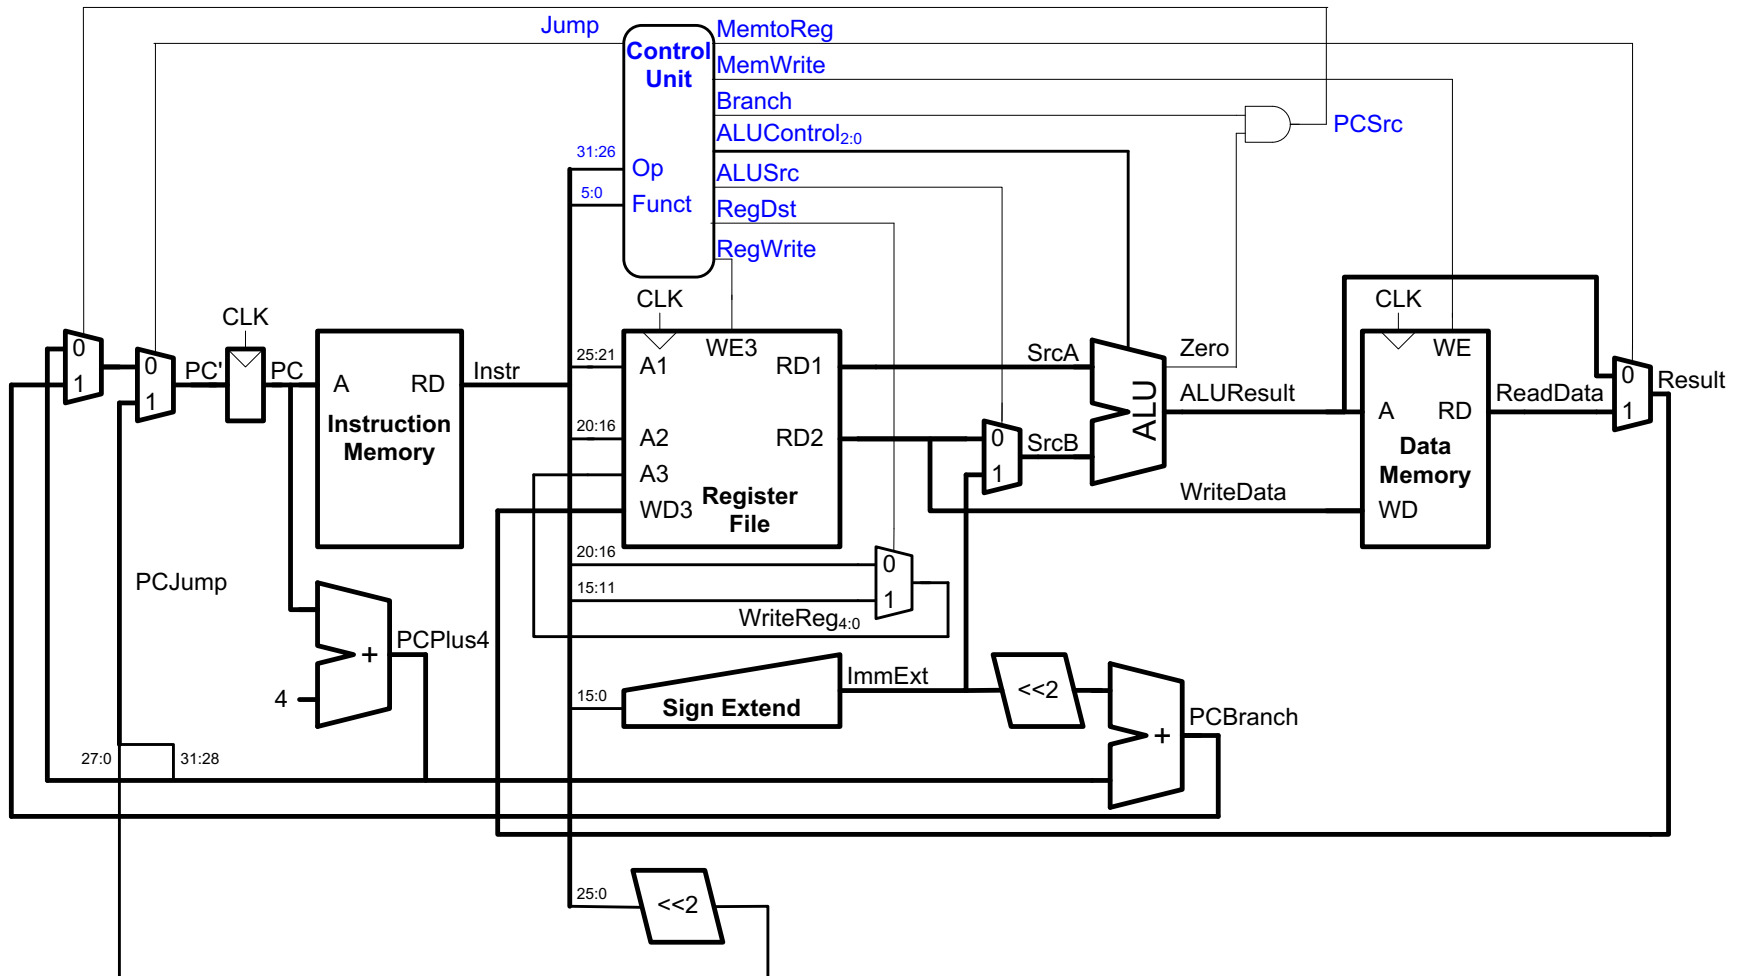 Jump
MemtoReg
Control
Unit
MemWrite
Branch
PCSrc
ALUControl2:0
31:26
Op
ALUSrc
5:0
Funct
RegDst
RegWrite
CLK
CLK
CLK
0
1
0
1
PC'
PC
A
RD
Instruction
Memory
Instr
25:21
A1
WE3
RD1
20:16
A2
RD2
A3
WD3
Register
File
SrcA
0
1
SrcB
ALU
Zero
ALUResult
WriteData
WE
A
RD
Data
Memory
WD
ReadData
0
1
Result
20:16
0
15:11
1
WriteReg4:0
PCJump
PCPlus4
+
4
15:0
Sign Extend
ImmExt
<<2
+
PCBranch
27:0
31:28
25:0
<<2